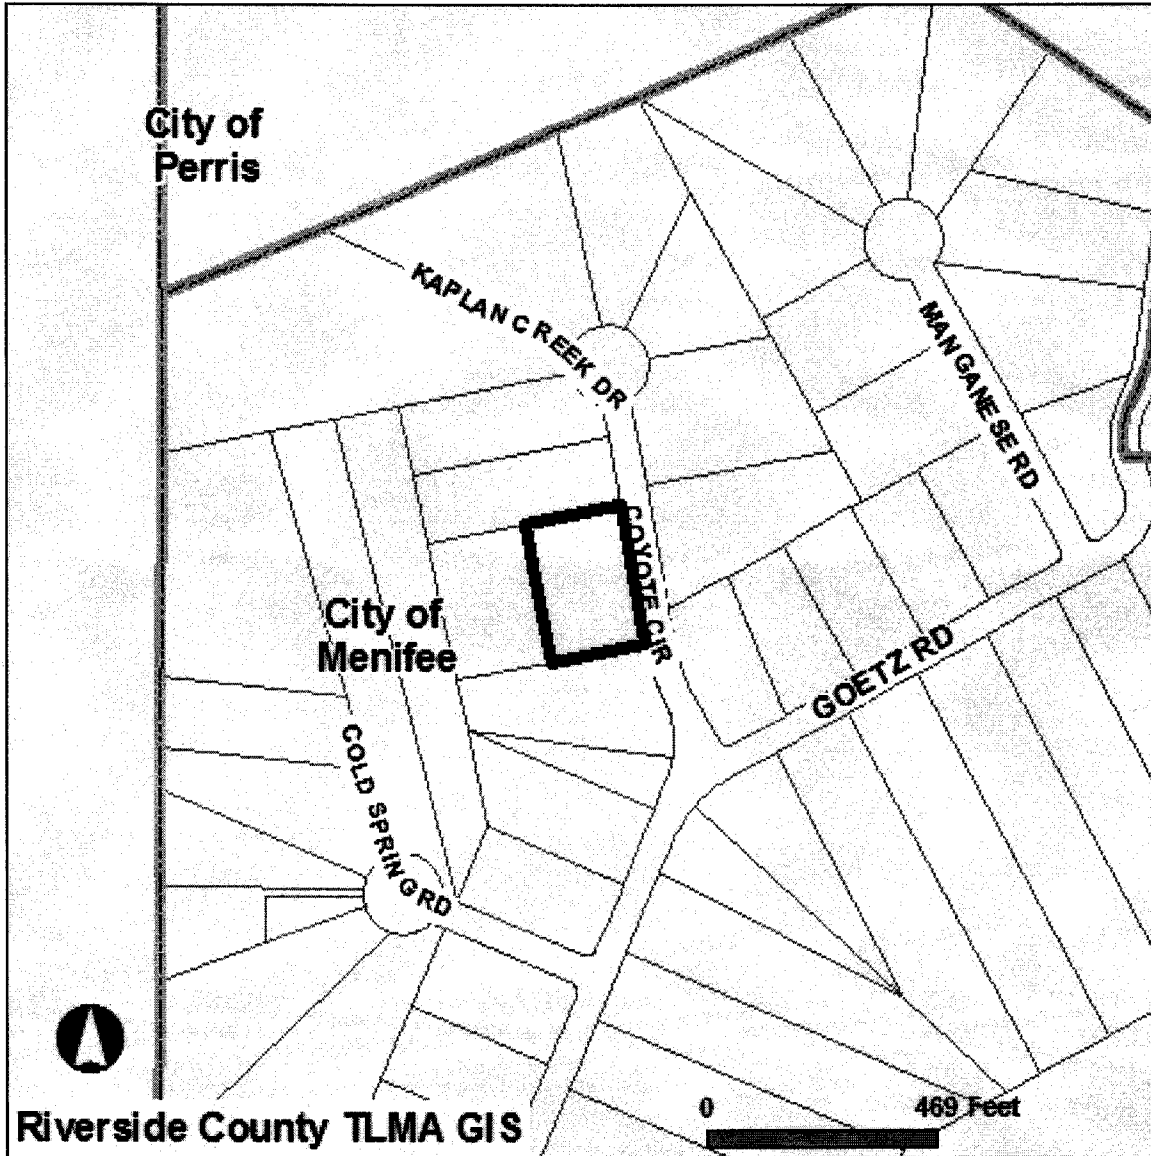 City of
Perris
KAPLAN CREEK DR
MANGANESE RD
COYOTE CIR
City of
Menifee
GOETZ RD
COLD SPRING RD
0 469 Feet
Riverside County TLMA GIS